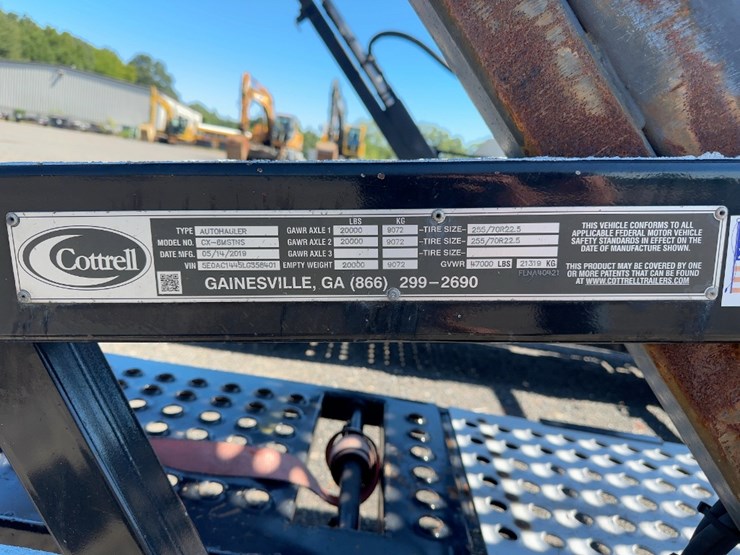 Cottrell
TYPE AUTOHAULER
MODEL NO. CX-6MSTNS
DATE MFG. 05/14/2019
VIN 5E0AC1445LG358401
LBS KG
GAWR AXLE 1 20000 9072 -TIRE SIZE- 255/70R22.5
GAWR AXLE 2 20000 9072 -TIRE SIZE- 255/70R22.5
GAWR AXLE 3 -TIRE SIZE-
EMPTY WEIGHT 20000 9072 GVWR 47000 LBS 21319 KG
FLHA40421
GAINESVILLE, GA (866) 299-2690
THIS VEHICLE CONFORMS TO ALL
APPLICABLE FEDERAL MOTOR VEHICLE
SAFETY STANDARDS IN EFFECT ON THE
DATE OF MANUFACTURE SHOWN.
THIS PRODUCT MAY BE COVERED BY ONE
OR MORE PATENTS THAT CAN BE FOUND
AT WWW.COTTRELLTRAILERS.COM